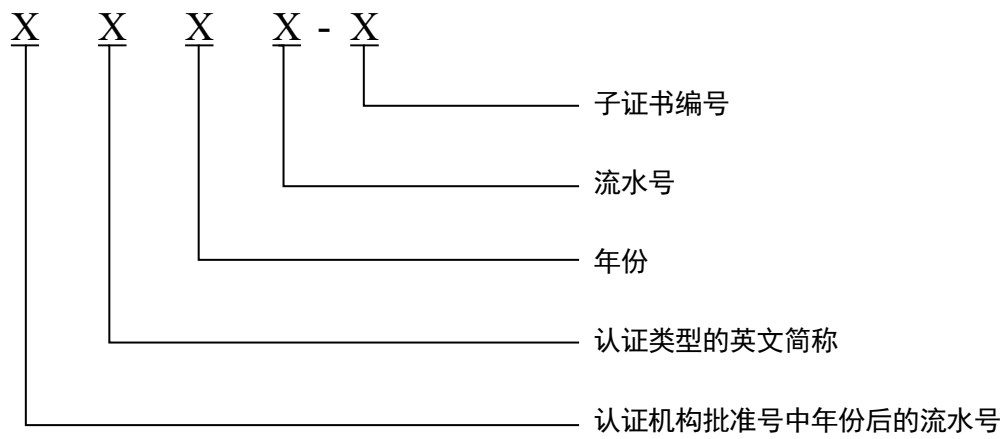 X X X X - X
子证书编号
流水号
年份
认证类型的英文简称
认证机构批准号中年份后的流水号